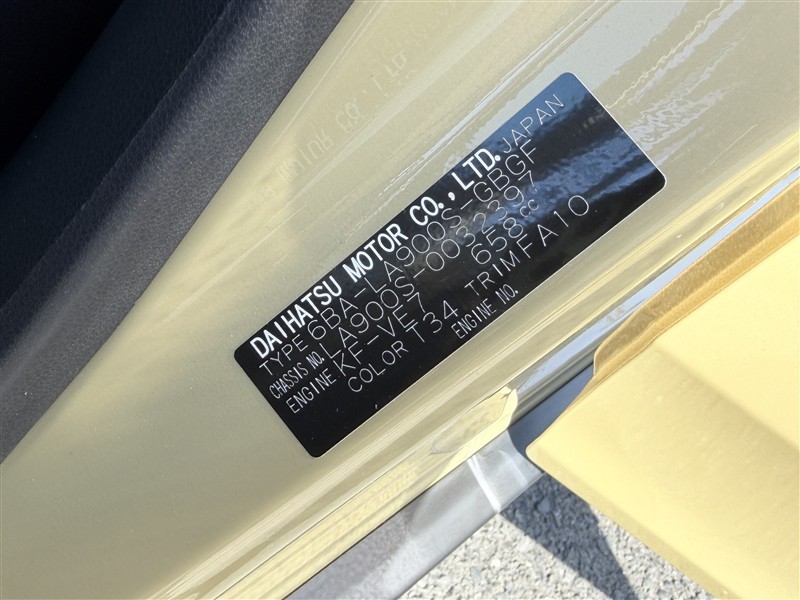 DAIHATSU MOTOR CO.,LTD. JAPAN
TYPE 6BA-LA900S-GBGF
CHASSIS NO. LA900S-0032397
ENGINE KF-VE7 658cc
COLOR T34 TRIM FA10
ENGINE NO.